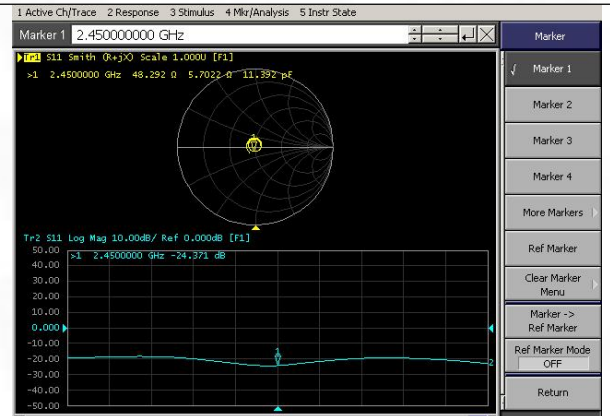 1 Active Ch/Trace 2 Response 3 Stimulus 4 Mkr/Analysis 5 Instr State
Marker 1 2.450000000 GHz
Tr1 S11 Smith (R+jX) Scale 1.000U [F1]
>1 2.4500000 GHz 48.292 Ω 5.7022 Ω 11.392 pF
1
Tr2 S11 Log Mag 10.00dB/ Ref 0.000dB [F1]
>1 2.4500000 GHz -24.371 dB
50.00
40.00
30.00
20.00
10.00
0.000
-10.00
-20.00
-30.00
-40.00
-50.00
1
2
Marker
√ Marker 1
Marker 2
Marker 3
Marker 4
More Markers
Ref Marker
Clear Marker
Menu
Marker ->
Ref Marker
Ref Marker Mode
OFF
Return